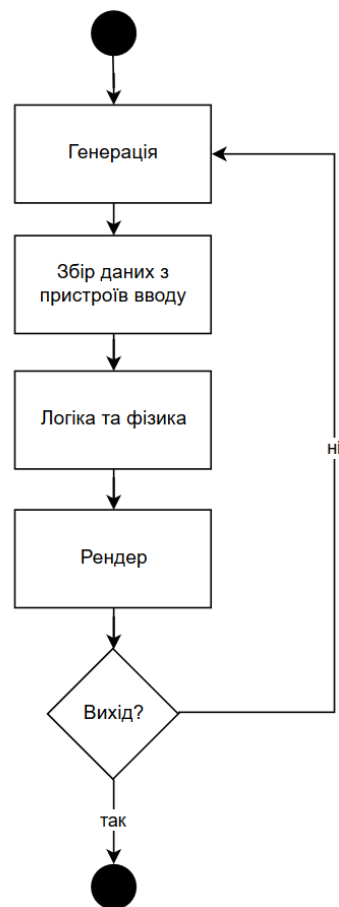 Генерація
Збір даних з
пристроїв вводу
Логіка та фізика
ні
Рендер
Вихід?
так